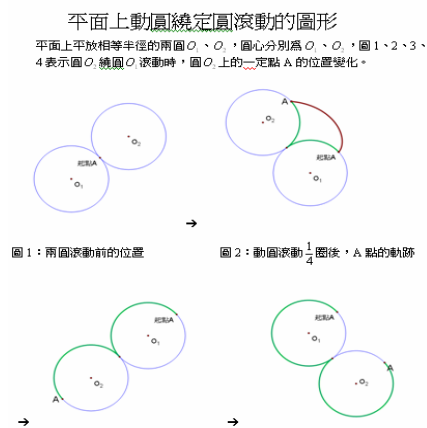 平面上動圓繞定圓滾動的圖形
平面上平放相等半徑的兩圓O₁、O₂，圓心分別為O₁、O₂，圖1、2、3、
4表示圓O₂繞圓O₁滾動時，圓O₂上的一定點A的位置變化。
起點A
O₂
O₁
→
A
O₂
起點A
O₁
圖1：兩圓滾動前的位置
圖2：動圓滾動1/4圈後，A點的軌跡
起點A
O₁
O₂
A
→
起點A
O₁
A
O₂
→